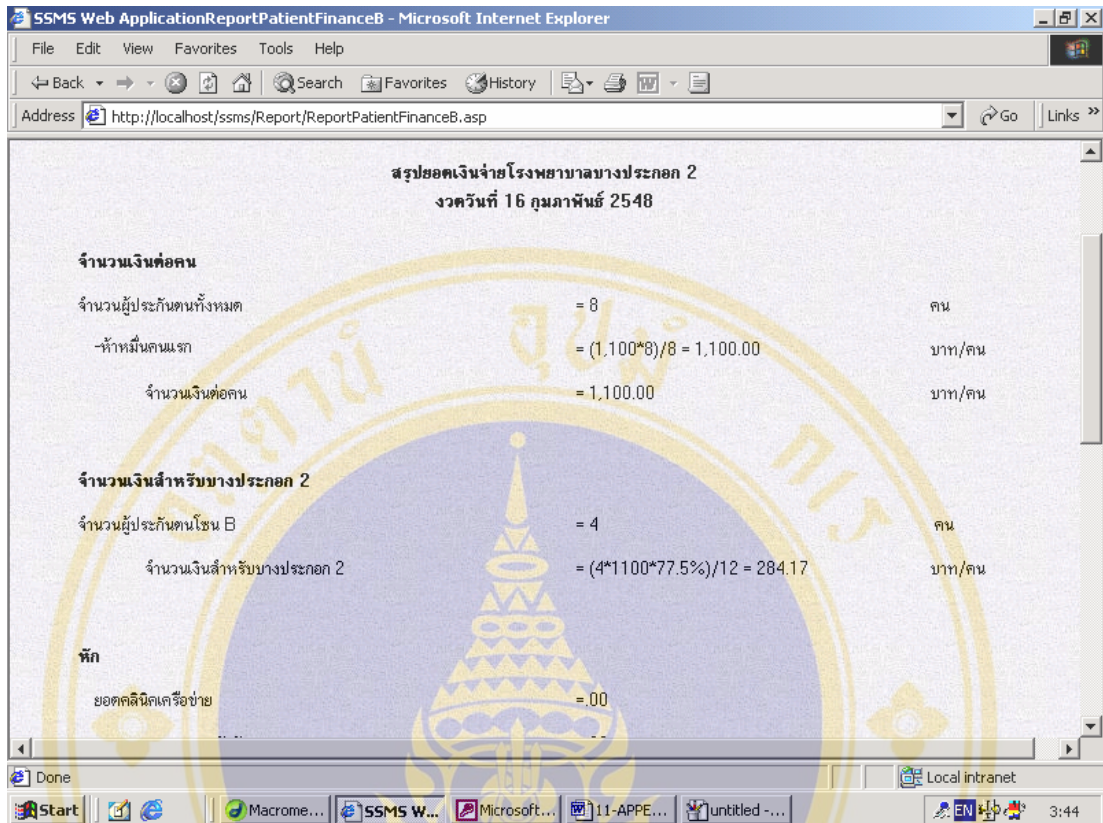 SSMS Web ApplicationReportPatientFinanceB - Microsoft Internet Explorer
File Edit View Favorites Tools Help
Back Search Favorites History
Address http://localhost/ssms/Report/ReportPatientFinanceB.asp Go Links »
สรุปยอดเงินจ่ายโรงพยาบาลบางประกอก 2
งวดวันที่ 16 กุมภาพันธ์ 2548
จำนวนเงินต่อคน
จำนวนผู้ประกันตนทั้งหมด = 8 คน
-ห้าหมื่นคนแรก = (1,100*8)/8 = 1,100.00 บาท/คน
จำนวนเงินต่อคน = 1,100.00 บาท/คน
จำนวนเงินสำหรับบางประกอก 2
จำนวนผู้ประกันตนโซน B = 4 คน
จำนวนเงินสำหรับบางประกอก 2 = (4*1100*77.5%)/12 = 284.17 บาท/คน
หัก
ยอดคลินิคเครือข่าย =.00
Done Local intranet
Start Macrome... SSMS W... Microsoft... 11-APPE... untitled -... EN 3:44